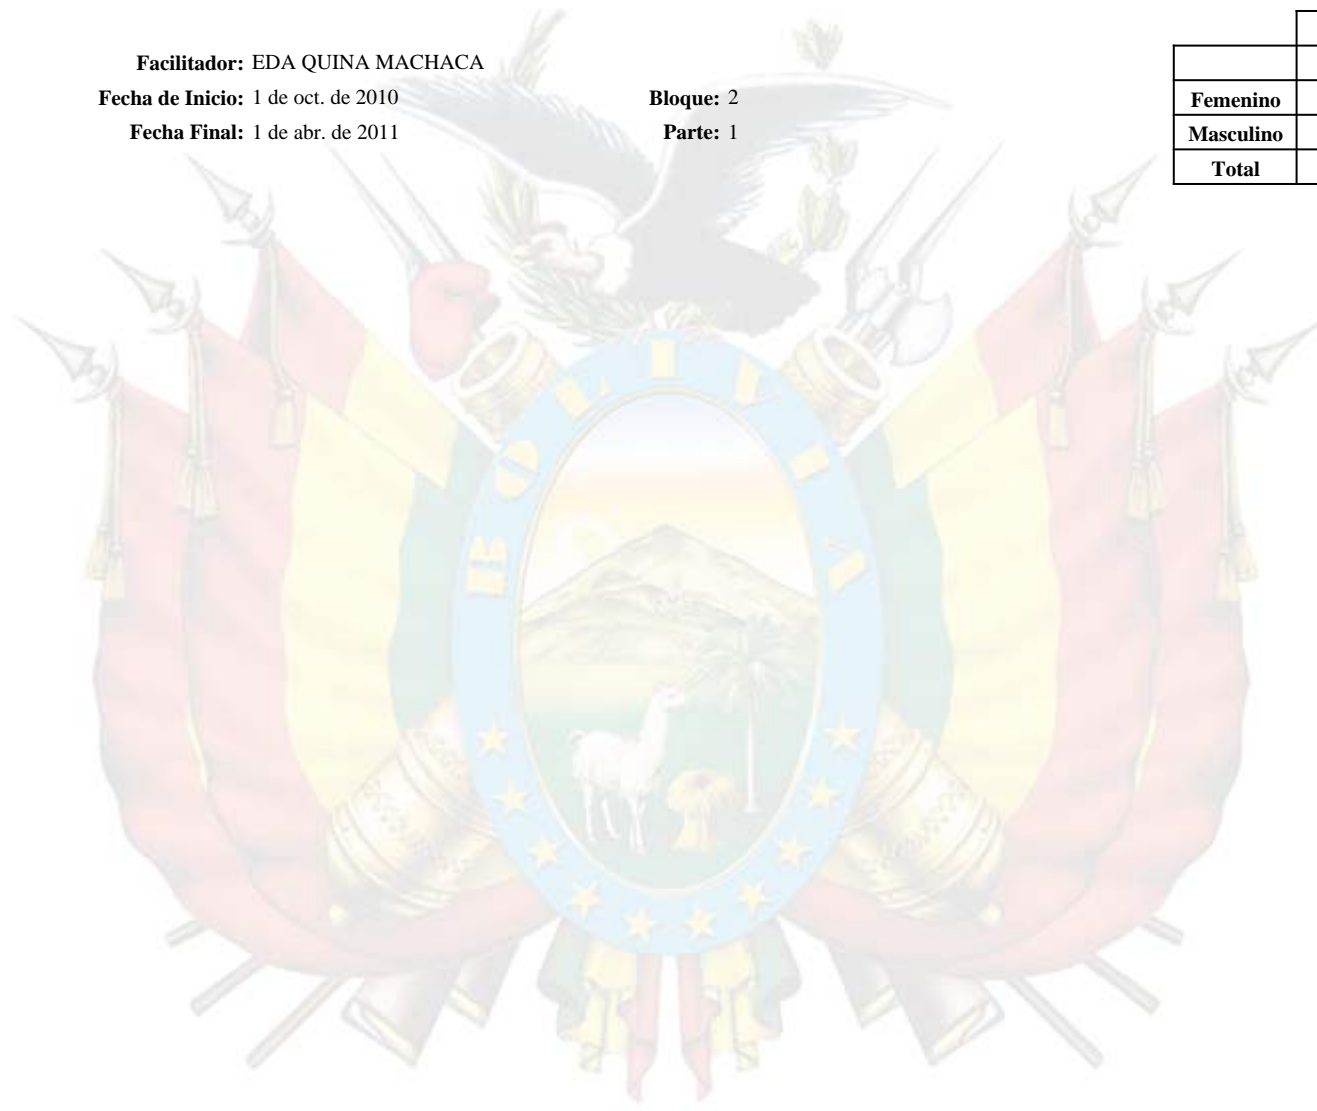 Facilitador: EDA QUINA MACHACA
Fecha de Inicio: 1 de oct. de 2010 Bloque: 2
Fecha Final: 1 de abr. de 2011 Parte: 1
Femenino
Masculino
Total
BOLIVIA